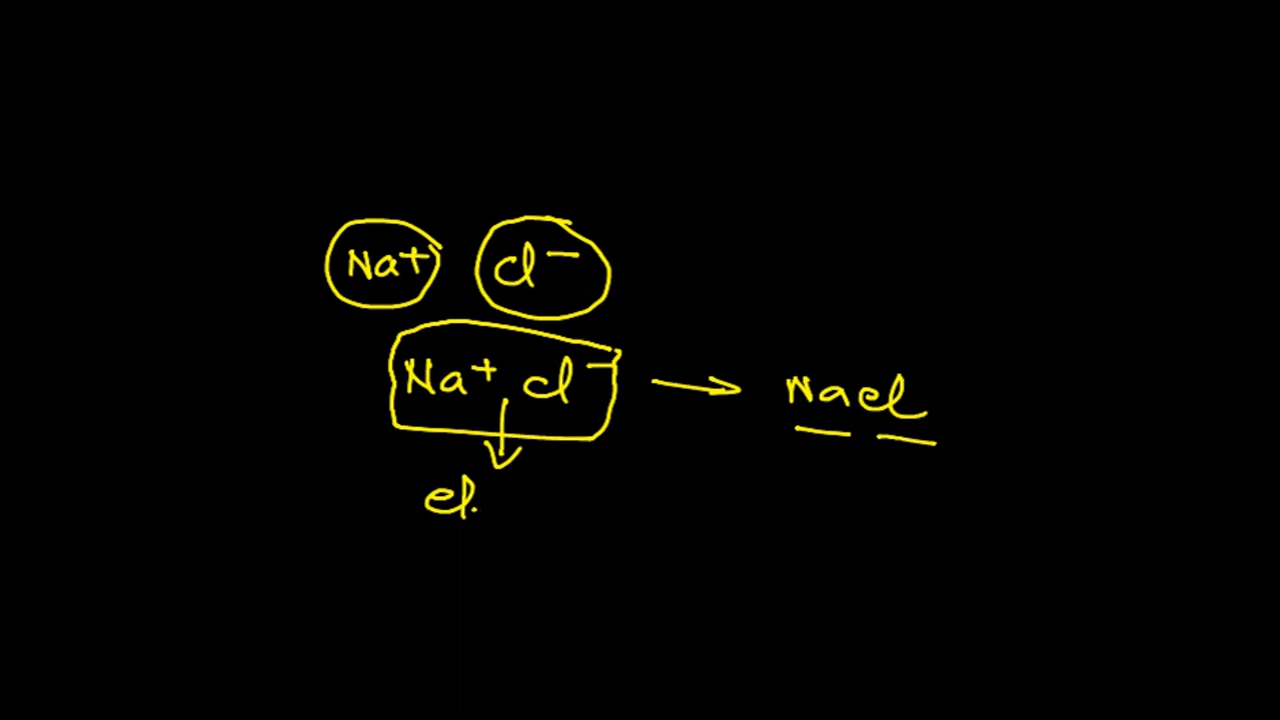 Na+ Cl−
Na+ Cl− → NaCl
el.